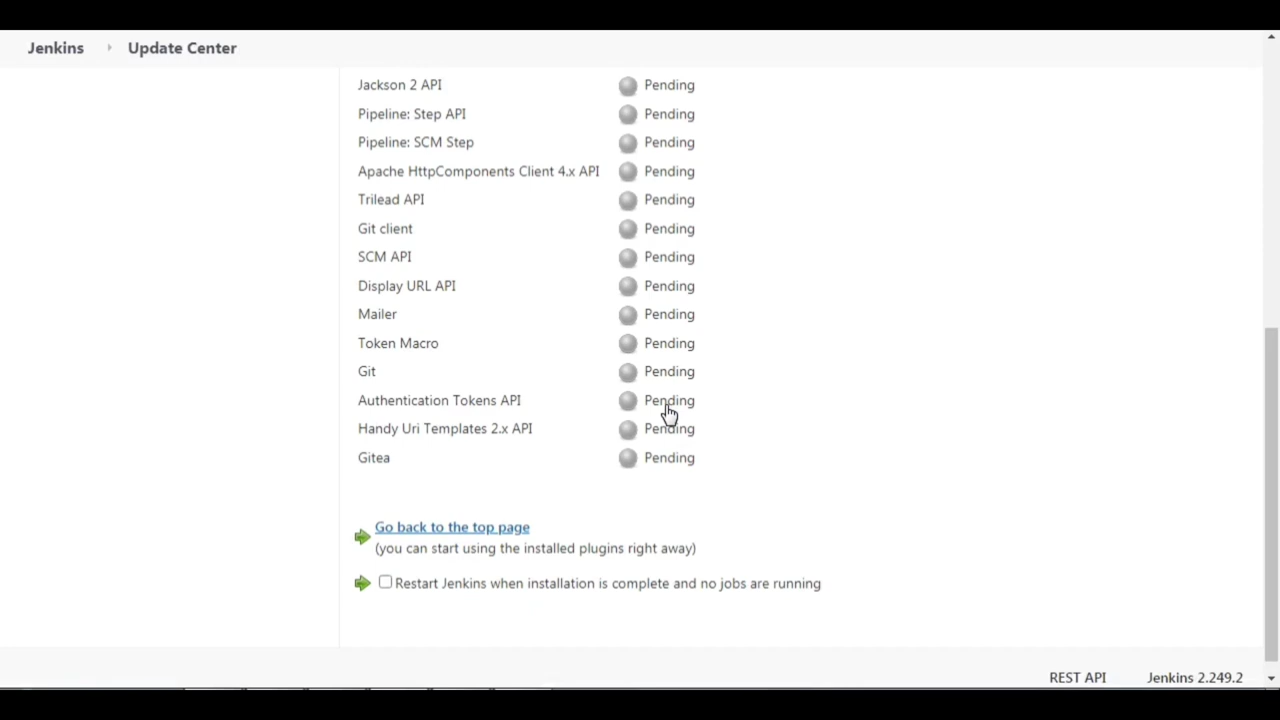 Jenkins Update Center
Jackson 2 API Pending
Pipeline: Step API Pending
Pipeline: SCM Step Pending
Apache HttpComponents Client 4.x API Pending
Trilead API Pending
Git client Pending
SCM API Pending
Display URL API Pending
Mailer Pending
Token Macro Pending
Git Pending
Authentication Tokens API Pending
Handy Uri Templates 2.x API Pending
Gitea Pending
Go back to the top page
(you can start using the installed plugins right away)
Restart Jenkins when installation is complete and no jobs are running
REST API Jenkins 2.249.2